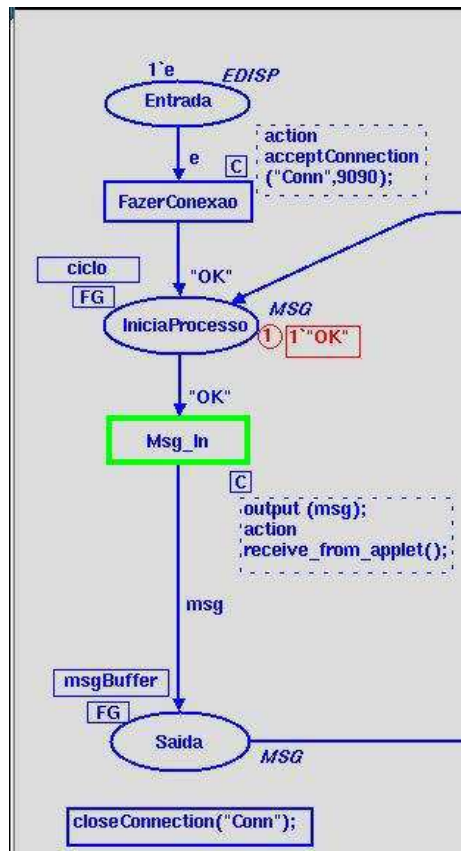 1`e
EDISP
Entrada
e
C
action
acceptConnection
("Conn",9090);
FazerConexao
ciclo
FG
"OK"
MSG
IniciaProcesso
1
1`"OK"
"OK"
Msg_In
C
output (msg);
action
receive_from_applet();
msg
msgBuffer
FG
Saida
MSG
closeConnection("Conn");